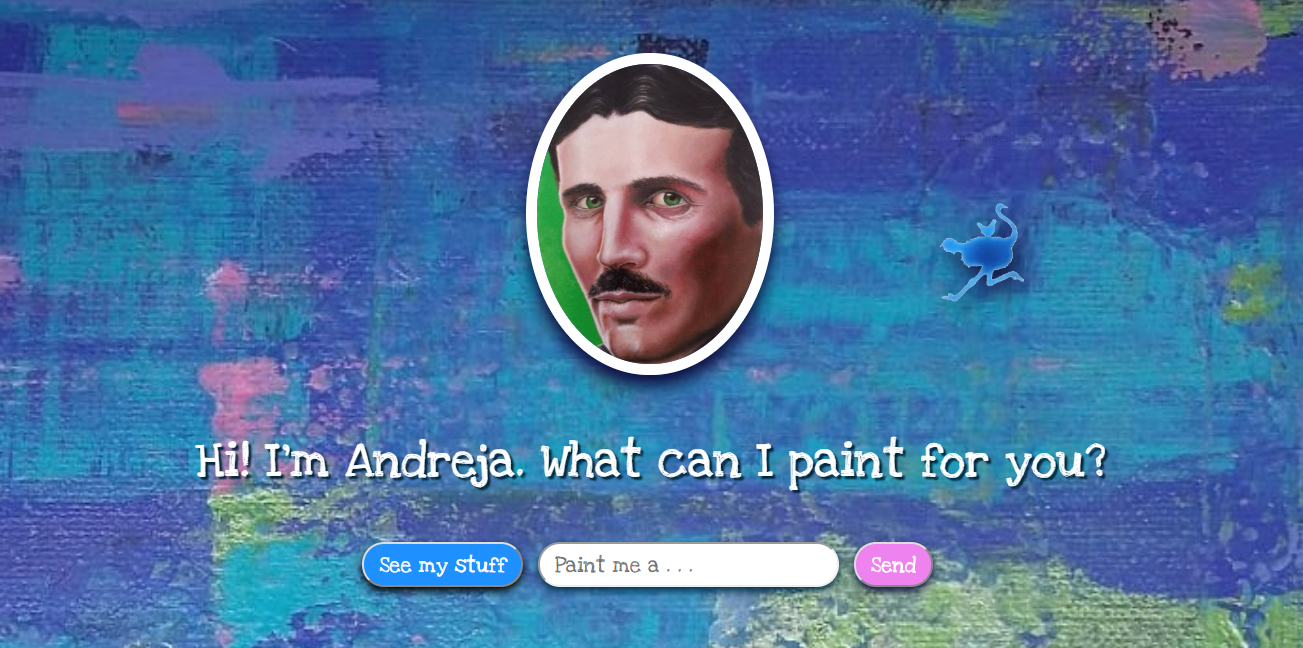 Hi! I'm Andreja. What can I paint for you?
See my stuff
Paint me a . . .
Send